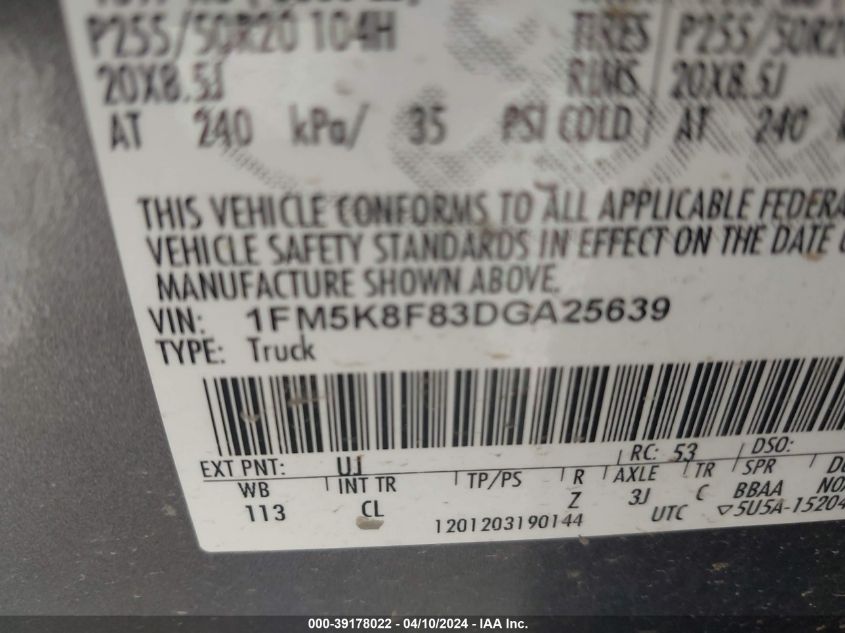 P255/50R20 104H TIRES P255/50R20
20X8.5J RIMS 20X8.5J
AT 240 kPa/ 35 PSI COLD AT 240
THIS VEHICLE CONFORMS TO ALL APPLICABLE FEDERA
VEHICLE SAFETY STANDARDS IN EFFECT ON THE DATE
MANUFACTURE SHOWN ABOVE.
VIN: 1FM5K8F83DGA25639
TYPE: Truck
EXT PNT: UJ RC: 53 DSO:
WB INT TR TP/PS R AXLE TR SPR
113 CL Z 3J C BBAA
1201203190144 UTC ▽5U5A-15204
000-39178022 - 04/10/2024 - IAA Inc.